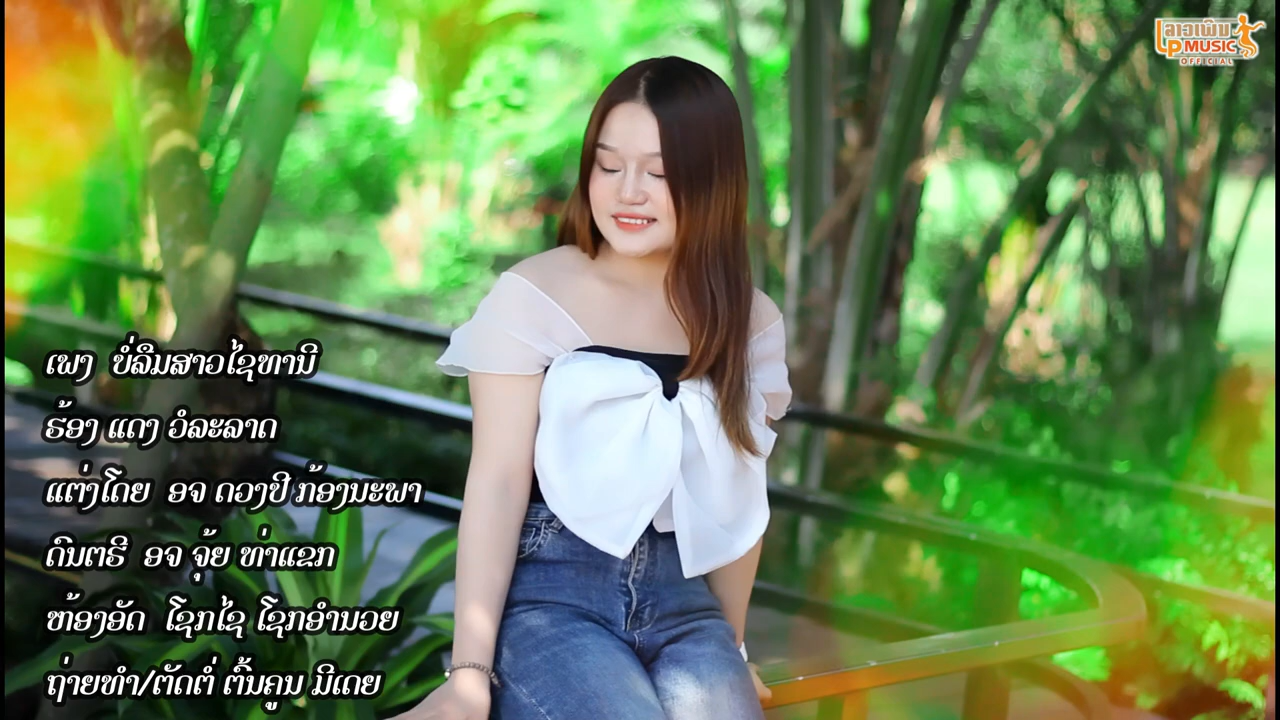 ລາວເພີນ
LP MUSIC
OFFICIAL
ເພງ ບໍ່ລືມສາວໄຊທານີ
ຮ້ອງ ແດງ ວໍລະລາດ
ແຕ່ງໂດຍ ອຈ ດວງປີ ກ້ອງນະພາ
ດົນຕຣີ ອຈ ຈຸ້ຍ ທ່າແຂກ
ຫ້ອງອັດ ໂຊກໄຊ ໂຊກອຳນວຍ
ຖ່າຍທຳ/ຕັດຕໍ່ ຕົ້ນຄູນ ມີເດຍ